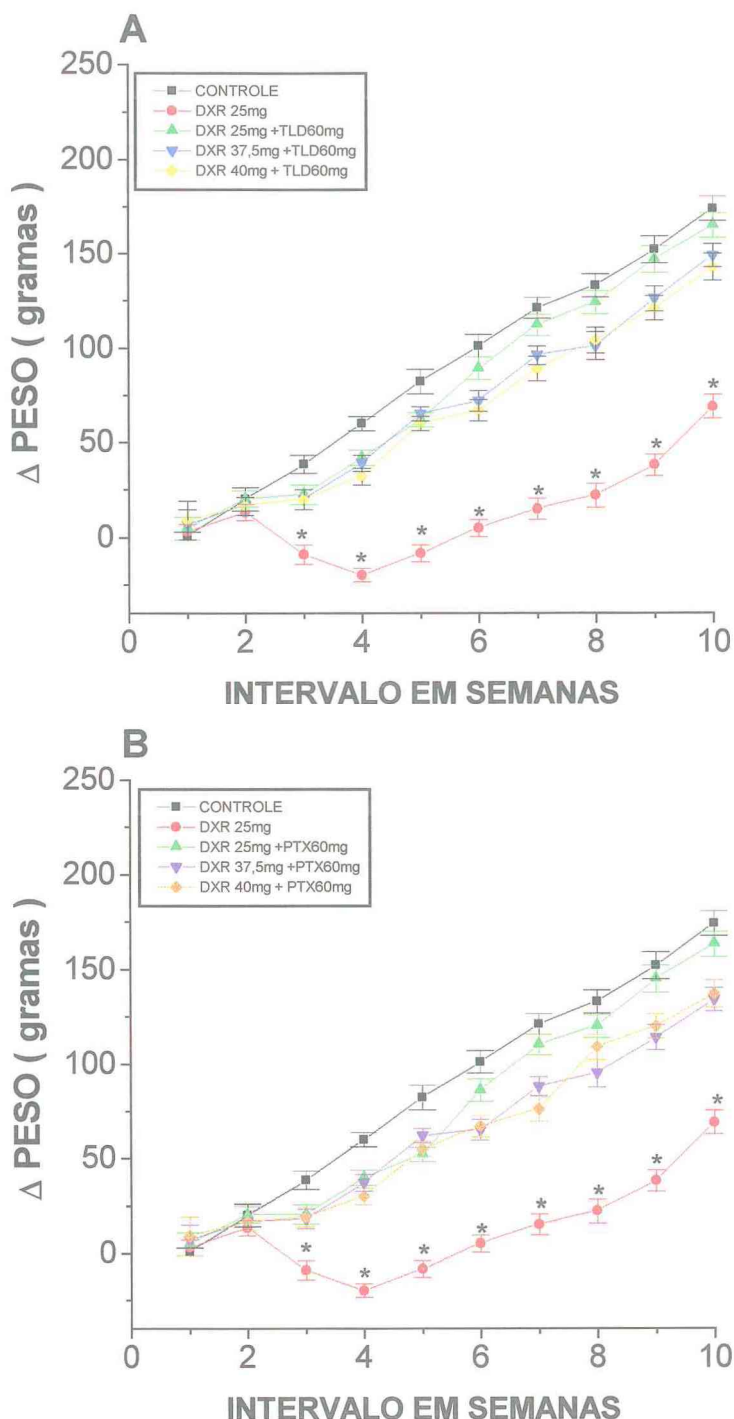 A
250
200
150
100
50
0
Δ PESO ( gramas)
CONTROLE
DXR 25mg
DXR 25mg +TLD60mg
DXR 37,5mg +TLD60mg
DXR 40mg + TLD60mg
* * * * * * * *
0 2 4 6 8 10
INTERVALO EM SEMANAS
B
250
200
150
100
50
0
Δ PESO ( gramas)
CONTROLE
DXR 25mg
DXR 25mg +PTX60mg
DXR 37,5mg +PTX60mg
DXR 40mg + PTX60mg
* * * * * * * *
0 2 4 6 8 10
INTERVALO EM SEMANAS